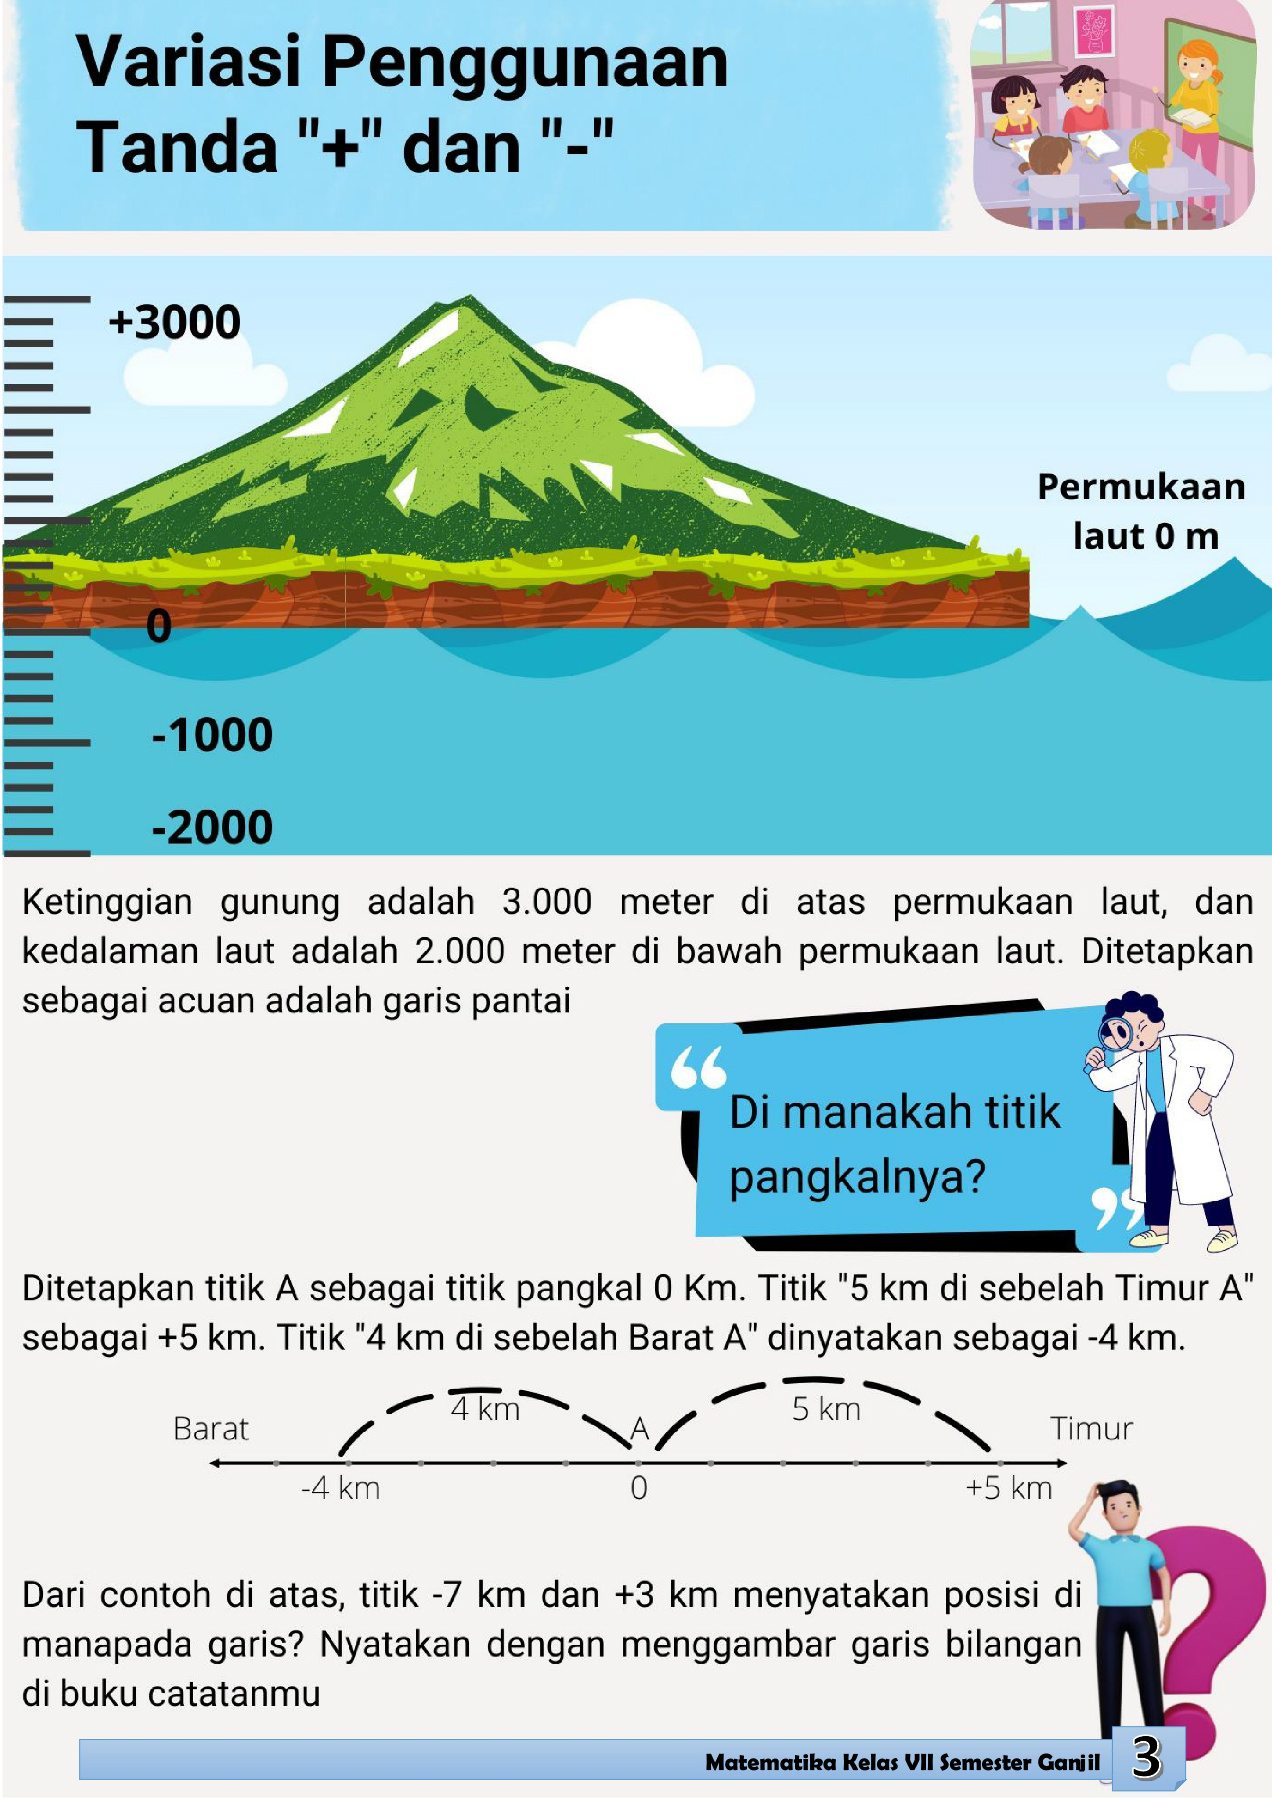 Variasi Penggunaan
Tanda "+" dan "-"
+3000
Permukaan
laut 0 m
0
-1000
-2000
Ketinggian gunung adalah 3.000 meter di atas permukaan laut, dan
kedalaman laut adalah 2.000 meter di bawah permukaan laut. Ditetapkan
sebagai acuan adalah garis pantai
“
Di manakah titik
pangkalnya?
”
Ditetapkan titik A sebagai titik pangkal 0 Km. Titik "5 km di sebelah Timur A"
sebagai +5 km. Titik "4 km di sebelah Barat A" dinyatakan sebagai -4 km.
4 km 5 km
Barat A Timur
-4 km 0 +5 km
Dari contoh di atas, titik -7 km dan +3 km menyatakan posisi di
manapada garis? Nyatakan dengan menggambar garis bilangan
di buku catatanmu
Matematika Kelas VII Semester Ganjil 3